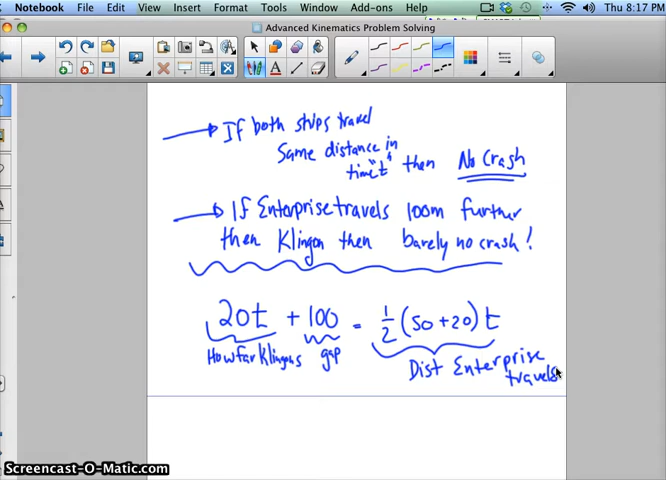 Notebook File Edit View Insert Format Tools Window Add-Ons Help Thu 8:17 PM
Advanced Kinematics Problem Solving
If both ships travel
Same distance in
time "t" then No Crash
If Enterprise travels 100m further
then Klingon then barely no crash!
20t + 100 = 1/2 (50+20) t
How far Klingons gap
Dist Enterprise
travels
Screencast-O-Matic.com